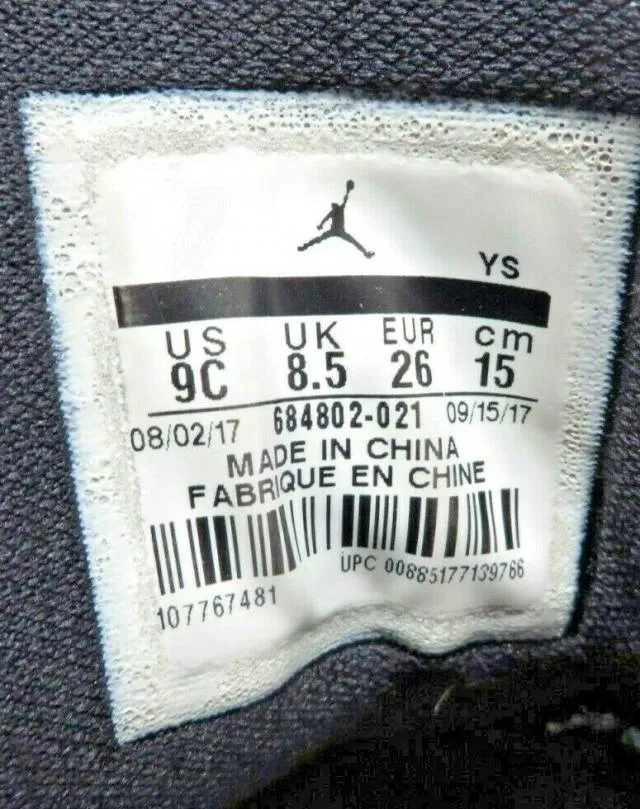 YS
US UK EUR cm
9C 8.5 26 15
08/02/17 684802-021 09/15/17
MADE IN CHINA
FABRIQUE EN CHINE
107767481 UPC 00885177139766